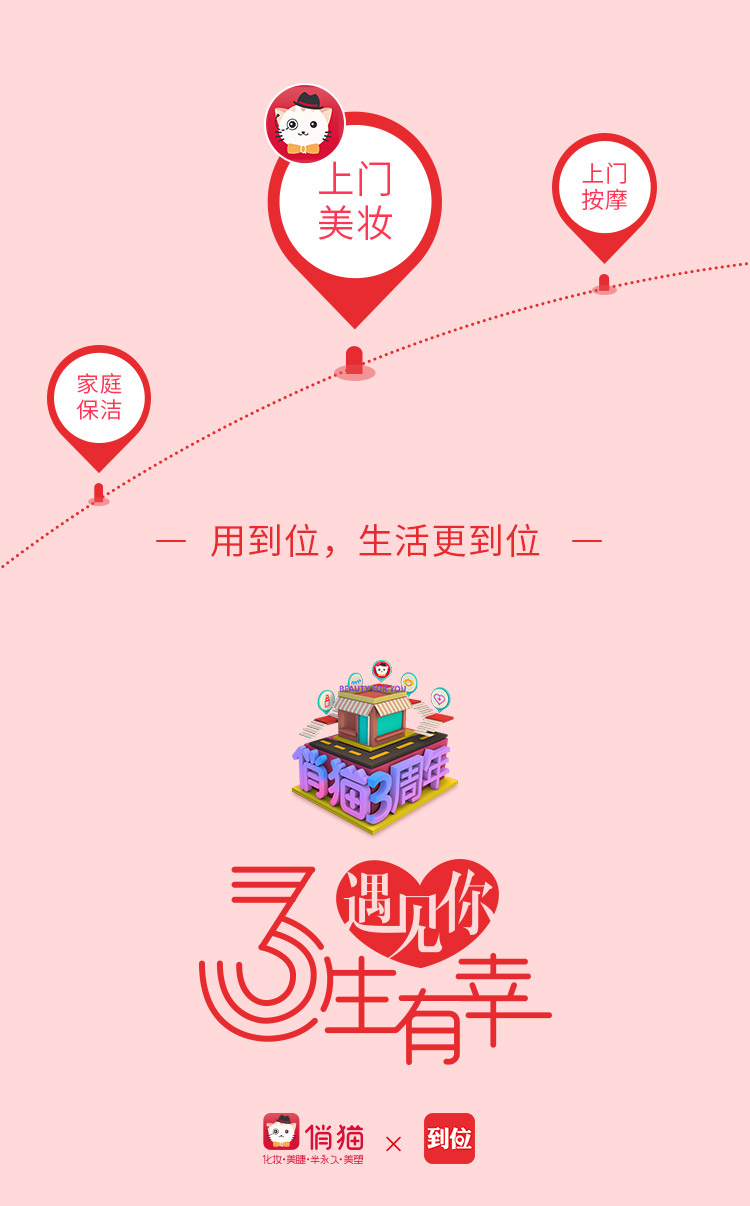 上门
美妆
上门
按摩
家庭
保洁
— 用到位，生活更到位 —
BEAUTY FOR YOU
俏猫3周年
遇见你
3生有幸
俏猫 × 到位
化妆·美睫·半永久·美塑